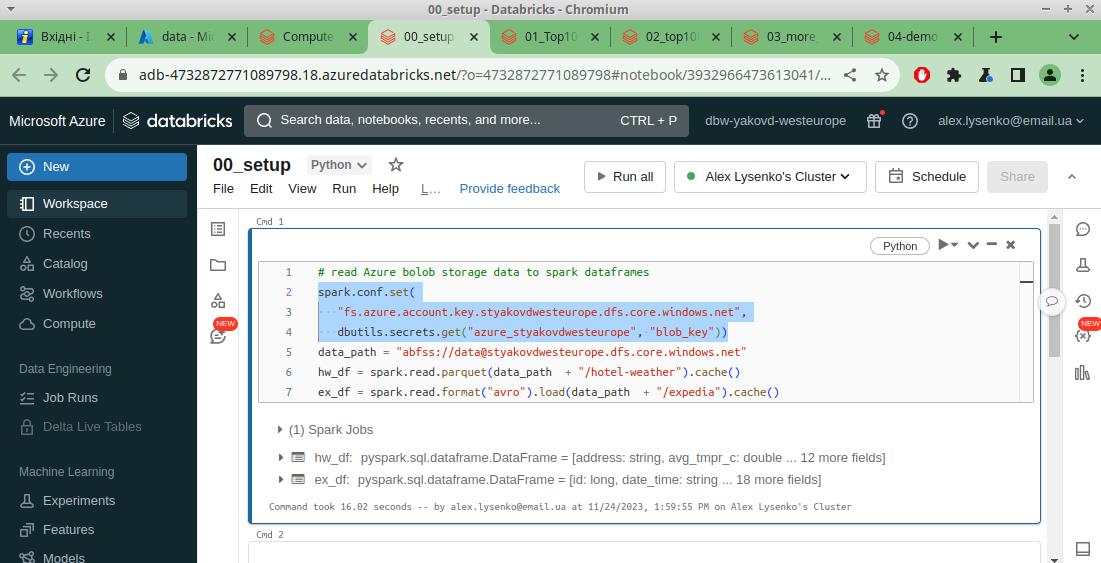 00_setup - Databricks - Chromium
Вхідні - І
data - Mic
Compute
00_setup
01_Top10
02_top10
03_more_
04-demo
adb-4732872771089798.18.azuredatabricks.net/?o=4732872771089798#notebook/3932966473613041/...
Microsoft Azure
databricks
Search data, notebooks, recents, and more...
CTRL + P
dbw-yakovd-westeurope
alex.lysenko@email.ua
New
Workspace
Recents
Catalog
Workflows
Compute
Data Engineering
Job Runs
Delta Live Tables
Machine Learning
Experiments
Features
Models
00_setup
Python
File Edit View Run Help L... Provide feedback
Run all
Alex Lysenko's Cluster
Schedule
Share
NEW
Cmd 1
Python
1 # read Azure bolob storage data to spark dataframes
2 spark.conf.set(
3 ···"fs.azure.account.key.styakovdwesteurope.dfs.core.windows.net",
4 ···dbutils.secrets.get("azure_styakovdwesteurope",·"blob_key"))
5 data_path = "abfss://data@styakovdwesteurope.dfs.core.windows.net"
6 hw_df = spark.read.parquet(data_path  + "/hotel-weather").cache()
7 ex_df = spark.read.format("avro").load(data_path  + "/expedia").cache()
(1) Spark Jobs
hw_df: pyspark.sql.dataframe.DataFrame = [address: string, avg_tmpr_c: double ... 12 more fields]
ex_df: pyspark.sql.dataframe.DataFrame = [id: long, date_time: string ... 18 more fields]
Command took 16.02 seconds -- by alex.lysenko@email.ua at 11/24/2023, 1:59:55 PM on Alex Lysenko's Cluster
Cmd 2
NEW
{x}